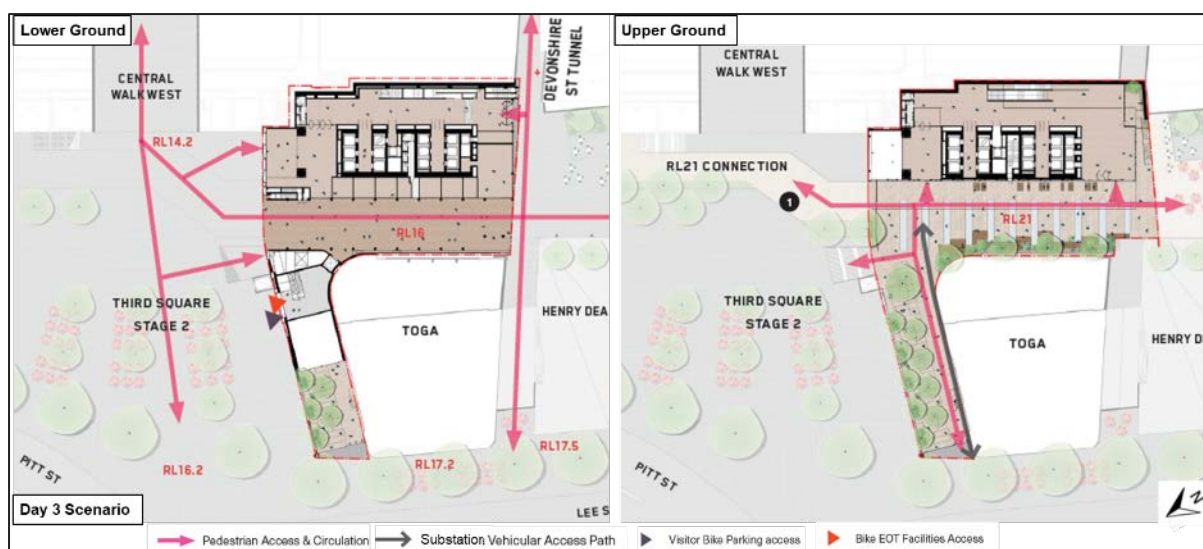 Lower Ground
CENTRAL
WALK WEST
DEVONSHIRE
ST TUNNEL
RL14.2
RL16
THIRD SQUARE
STAGE 2
TOGA
HENRY DEA
PITT ST
RL16.2
RL17.2
RL17.5
LEE S
Day 3 Scenario
Upper Ground
CENTRAL
WALK WEST
RL21 CONNECTION
1
RL21
THIRD SQUARE
STAGE 2
TOGA
HENRY DE
PITT ST
Z
Pedestrian Access & Circulation
Substation Vehicular Access Path
Visitor Bike Parking access
Bike EOT Facilities Access